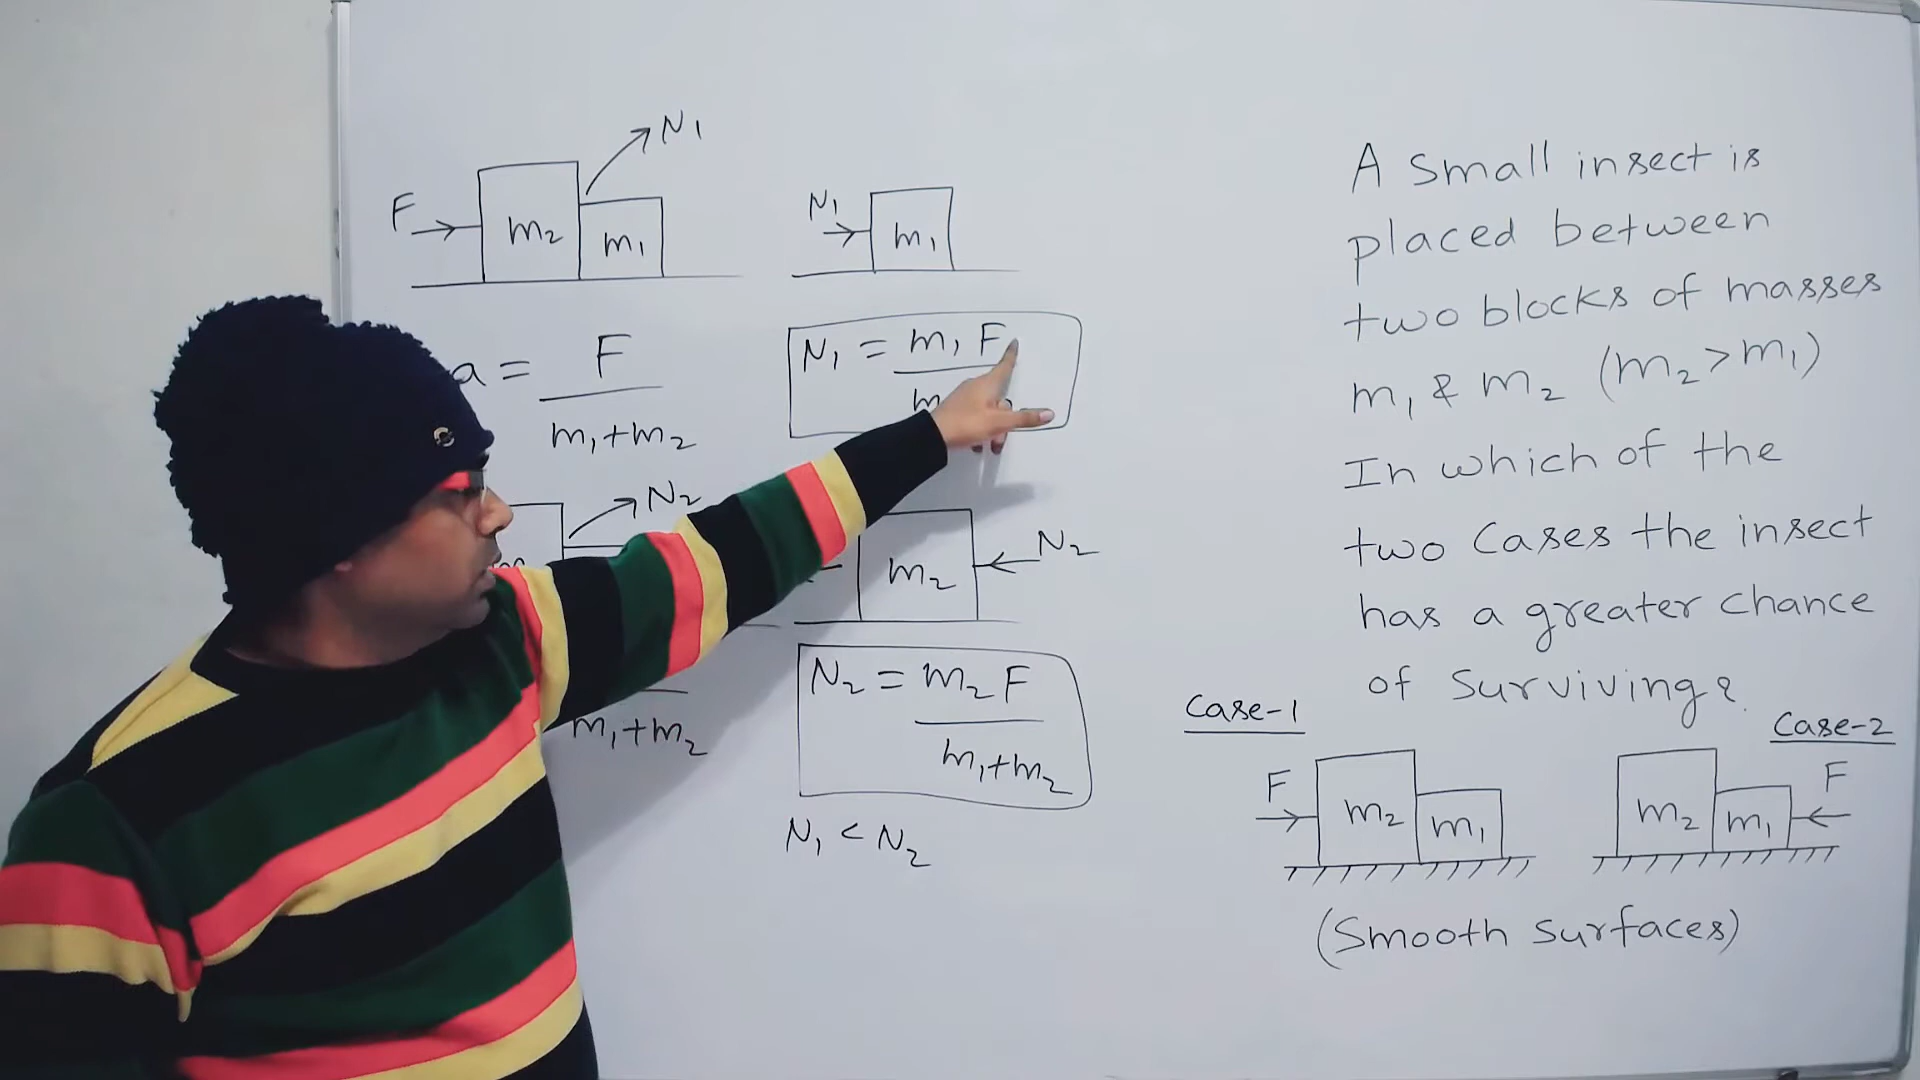 N₁
F
m₂
m₁
N₁
m₁
a = F
m₁+m₂
N₁ = m₁ F
N₂
m₂
N₂
m₁+m₂
N₂ = m₂ F
m₁+m₂
N₁ < N₂
A small insect is
placed between
two blocks of masses
m₁ & m₂ (m₂>m₁)
In which of the
two cases the insect
has a greater chance
of surviving?
Case-1
F
m₂
m₁
Case-2
m₂
m₁
F
(Smooth surfaces)